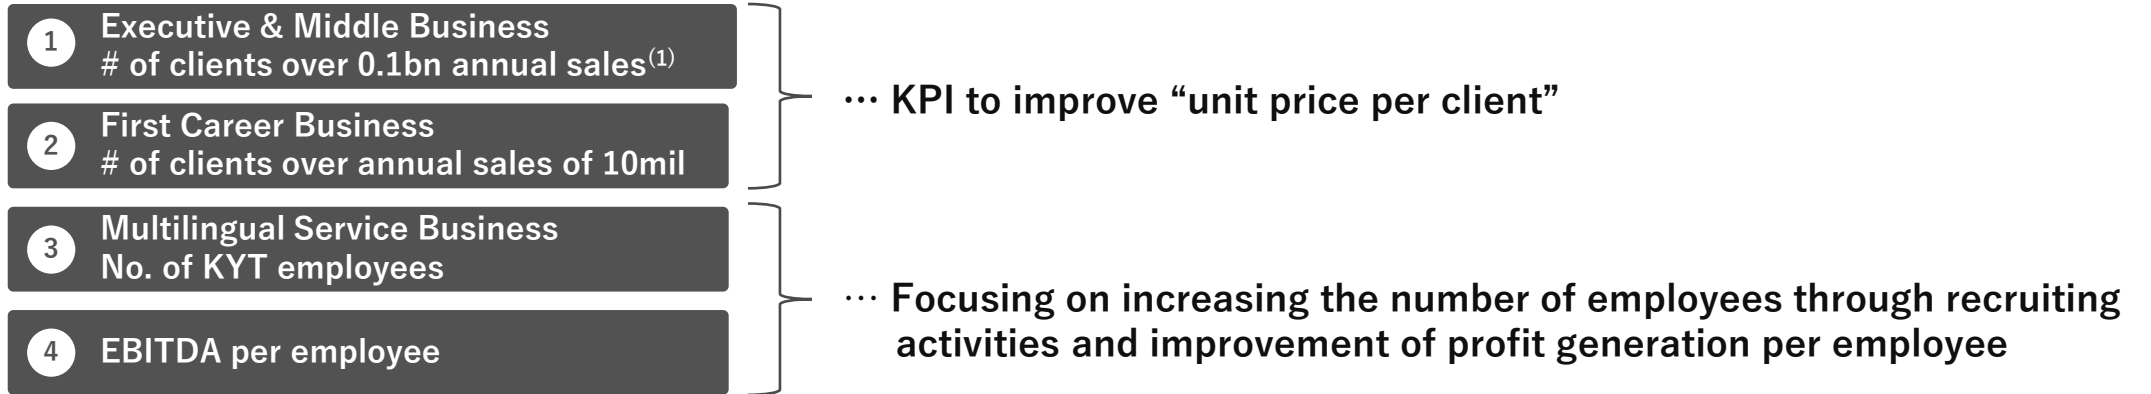 1
Executive & Middle Business
# of clients over 0.1bn annual sales(1)
2
First Career Business
# of clients over annual sales of 10mil
… KPI to improve “unit price per client”
3
Multilingual Service Business
No. of KYT employees
4
EBITDA per employee
… Focusing on increasing the number of employees through recruiting
activities and improvement of profit generation per employee